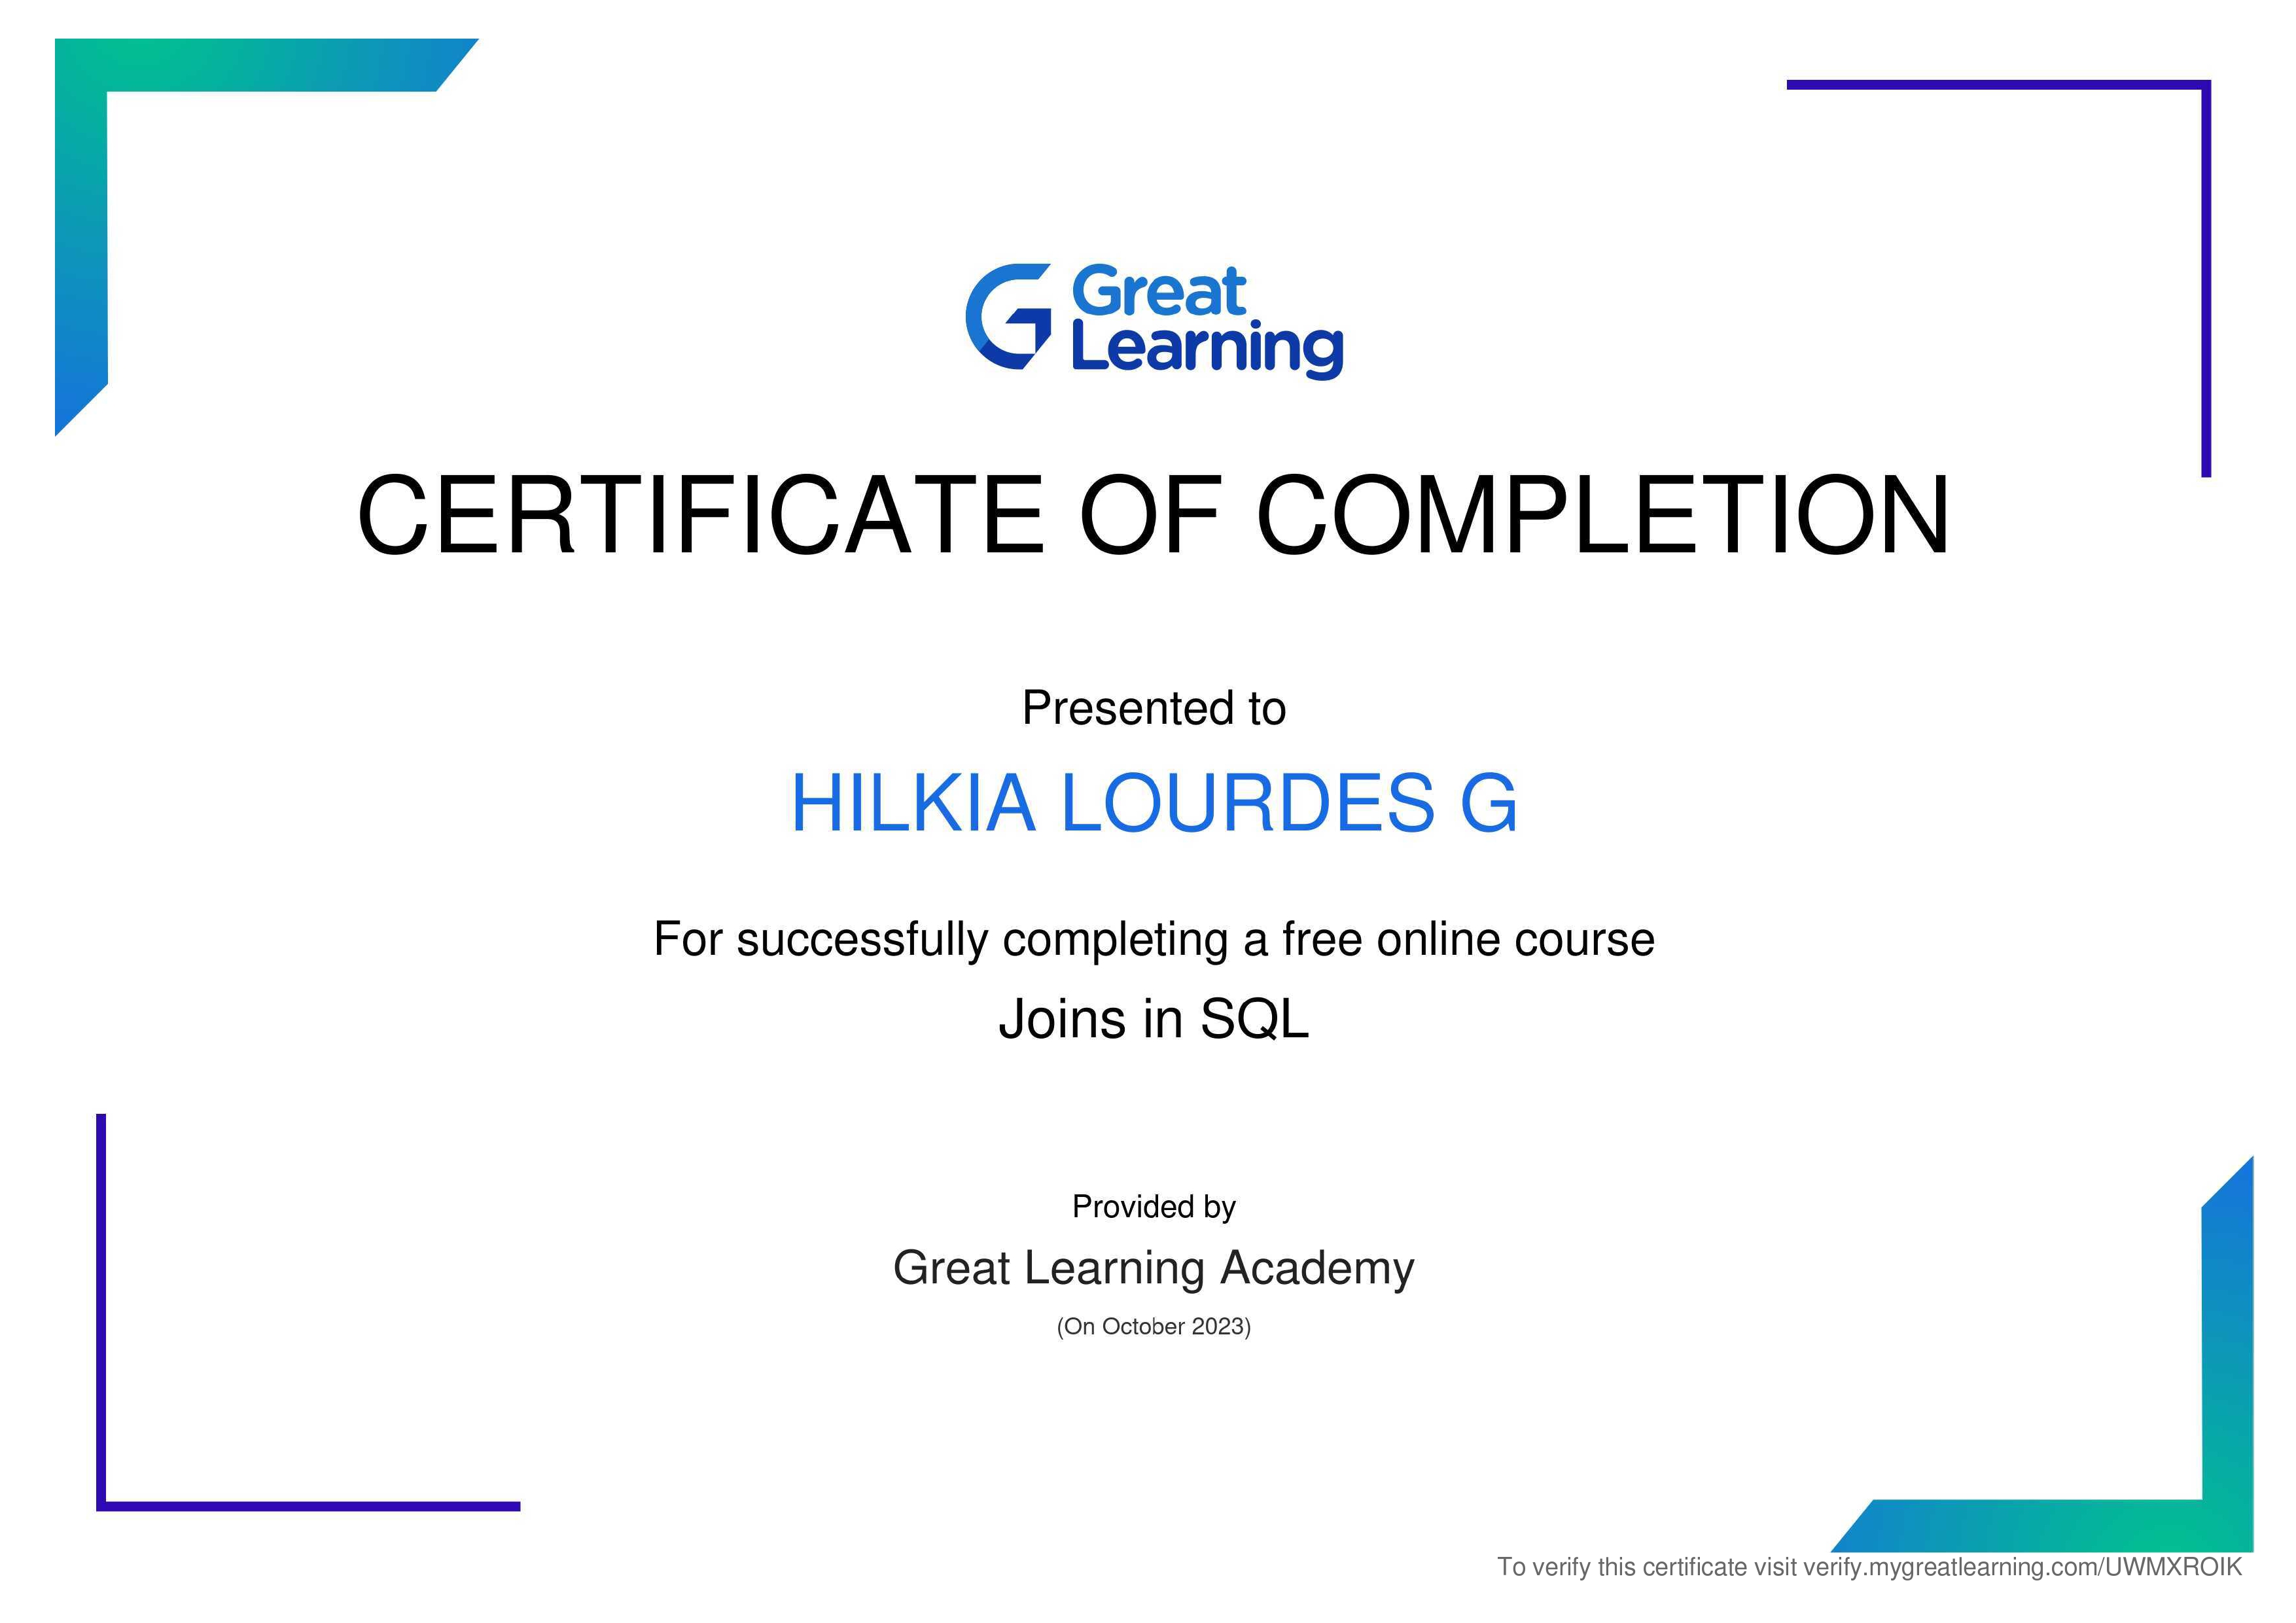 Great
Learning
CERTIFICATE OF COMPLETION
Presented to
HILKIA LOURDES G
For successfully completing a free online course
Joins in SQL
Provided by
Great Learning Academy
(On October 2023)
To verify this certificate visit verify.mygreatlearning.com/UWMXROIK